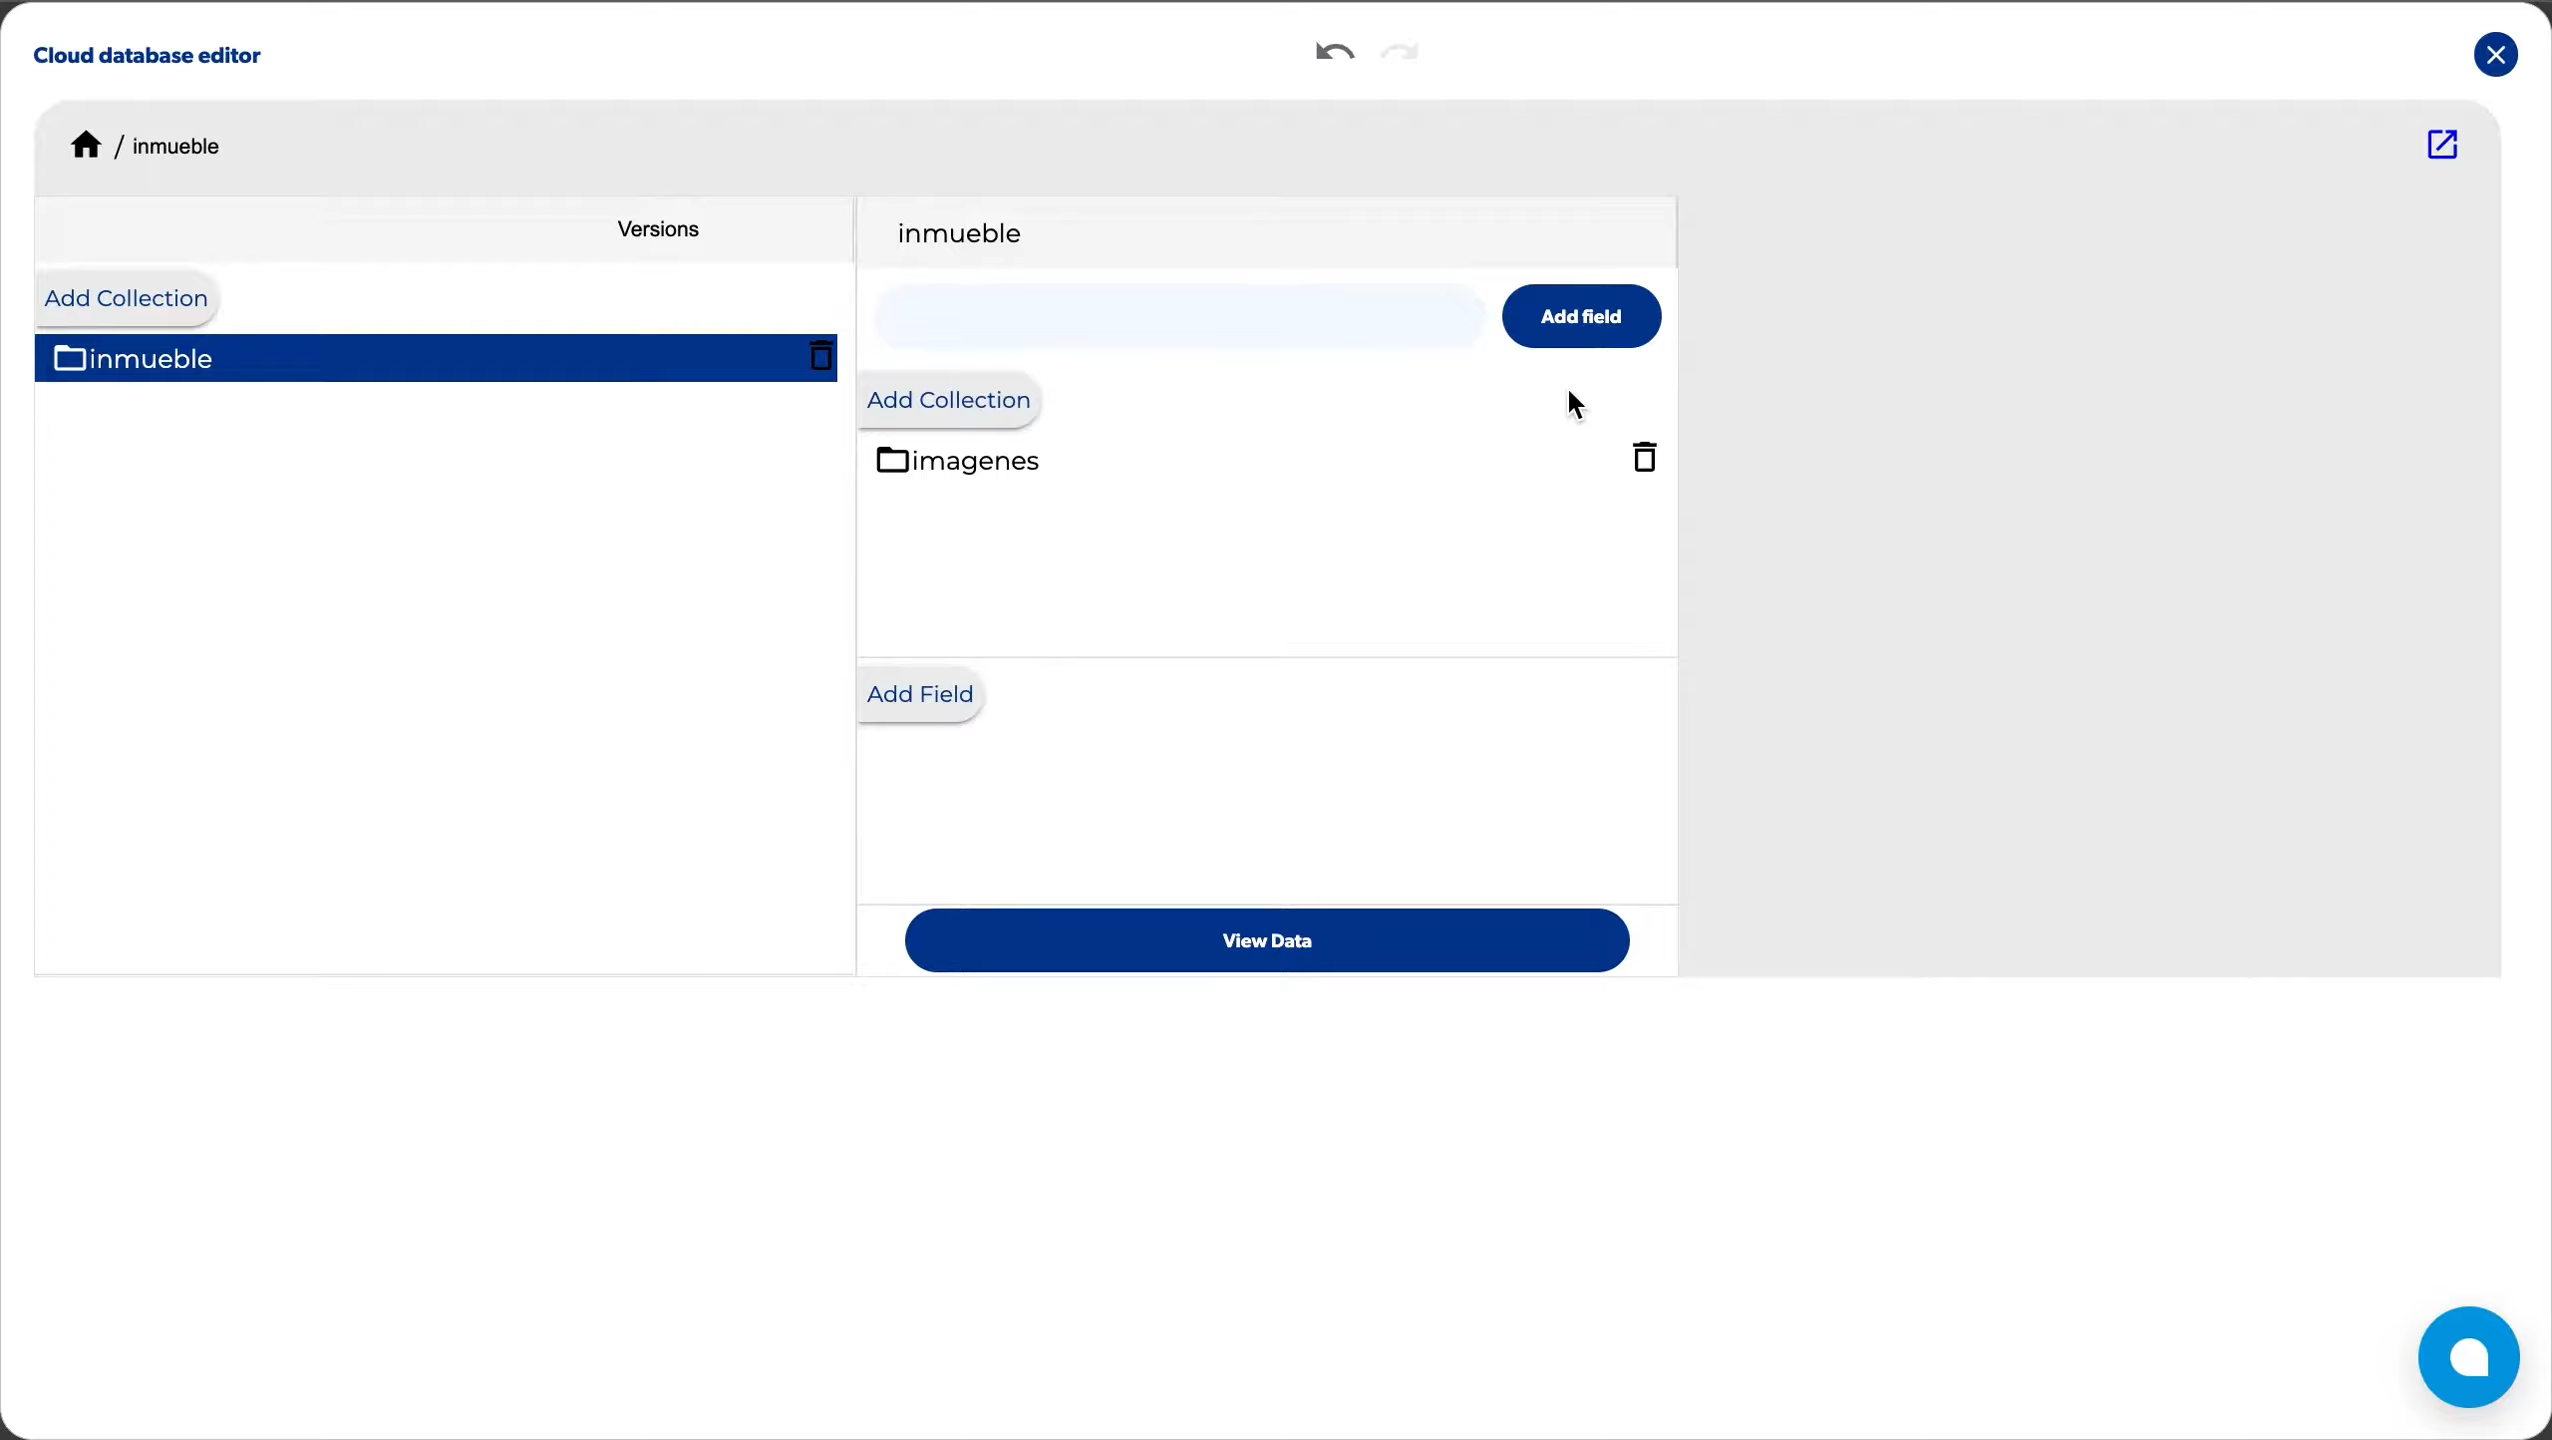 Cloud database editor
/ inmueble
Versions
inmueble
Add Collection
Add field
inmueble
Add Collection
imagenes
Add Field
View Data